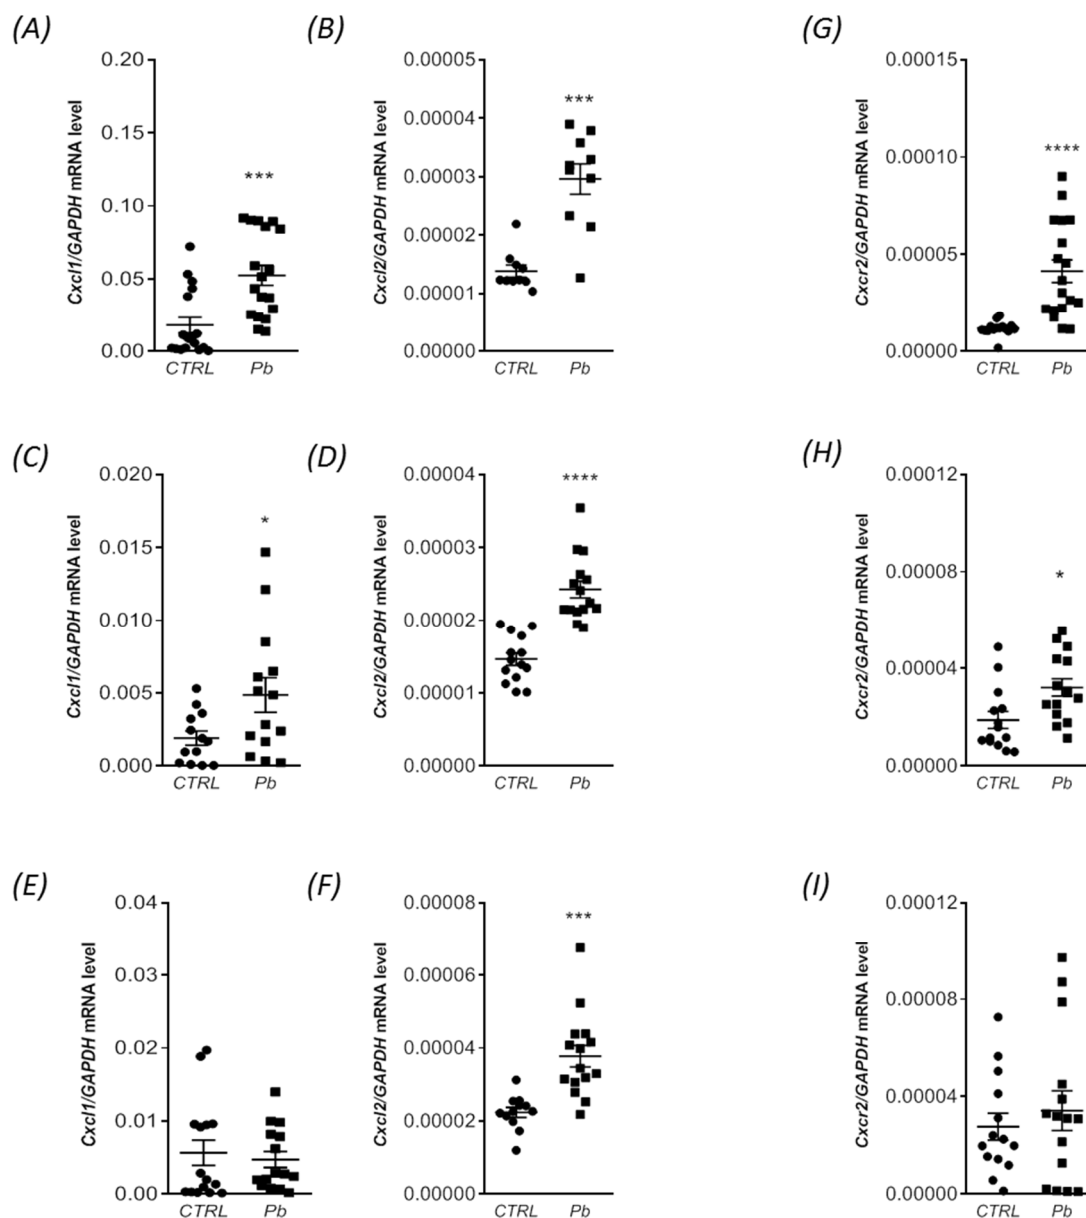 (A)
Cxcl1/GAPDH mRNA level
0.20
0.15
0.10
0.05
0.00
***
CTRL Pb
(B)
Cxcl2/GAPDH mRNA level
0.00005
0.00004
0.00003
0.00002
0.00001
0.00000
***
CTRL Pb
(G)
Cxcr2/GAPDH mRNA level
0.00015
0.00010
0.00005
0.00000
****
CTRL Pb
(C)
Cxcl1/GAPDH mRNA level
0.020
0.015
0.010
0.005
0.000
*
CTRL Pb
(D)
Cxcl2/GAPDH mRNA level
0.00004
0.00003
0.00002
0.00001
0.00000
****
CTRL Pb
(H)
Cxcr2/GAPDH mRNA level
0.00012
0.00008
0.00004
0.00000
*
CTRL Pb
(E)
Cxcl1/GAPDH mRNA level
0.04
0.03
0.02
0.01
0.00
CTRL Pb
(F)
Cxcl2/GAPDH mRNA level
0.00008
0.00006
0.00004
0.00002
0.00000
***
CTRL Pb
(I)
Cxcr2/GAPDH mRNA level
0.00012
0.00008
0.00004
0.00000
CTRL Pb